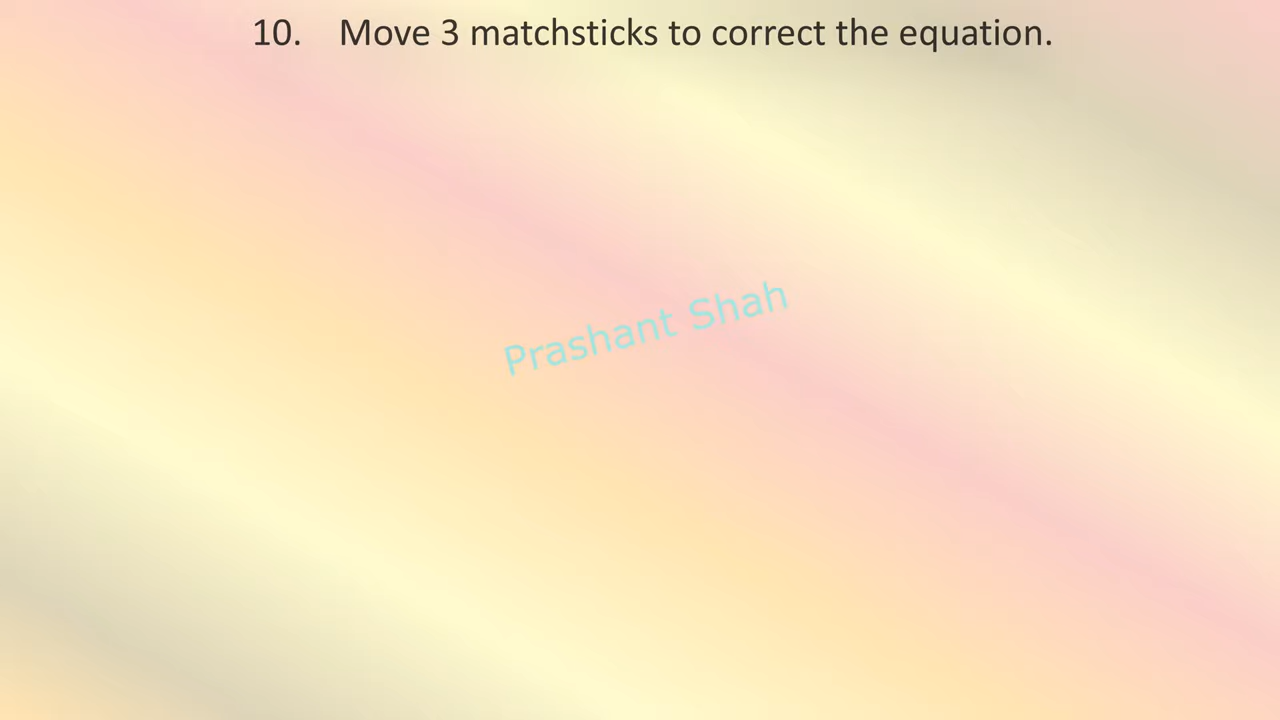 10. Move 3 matchsticks to correct the equation.
Prashant Shah